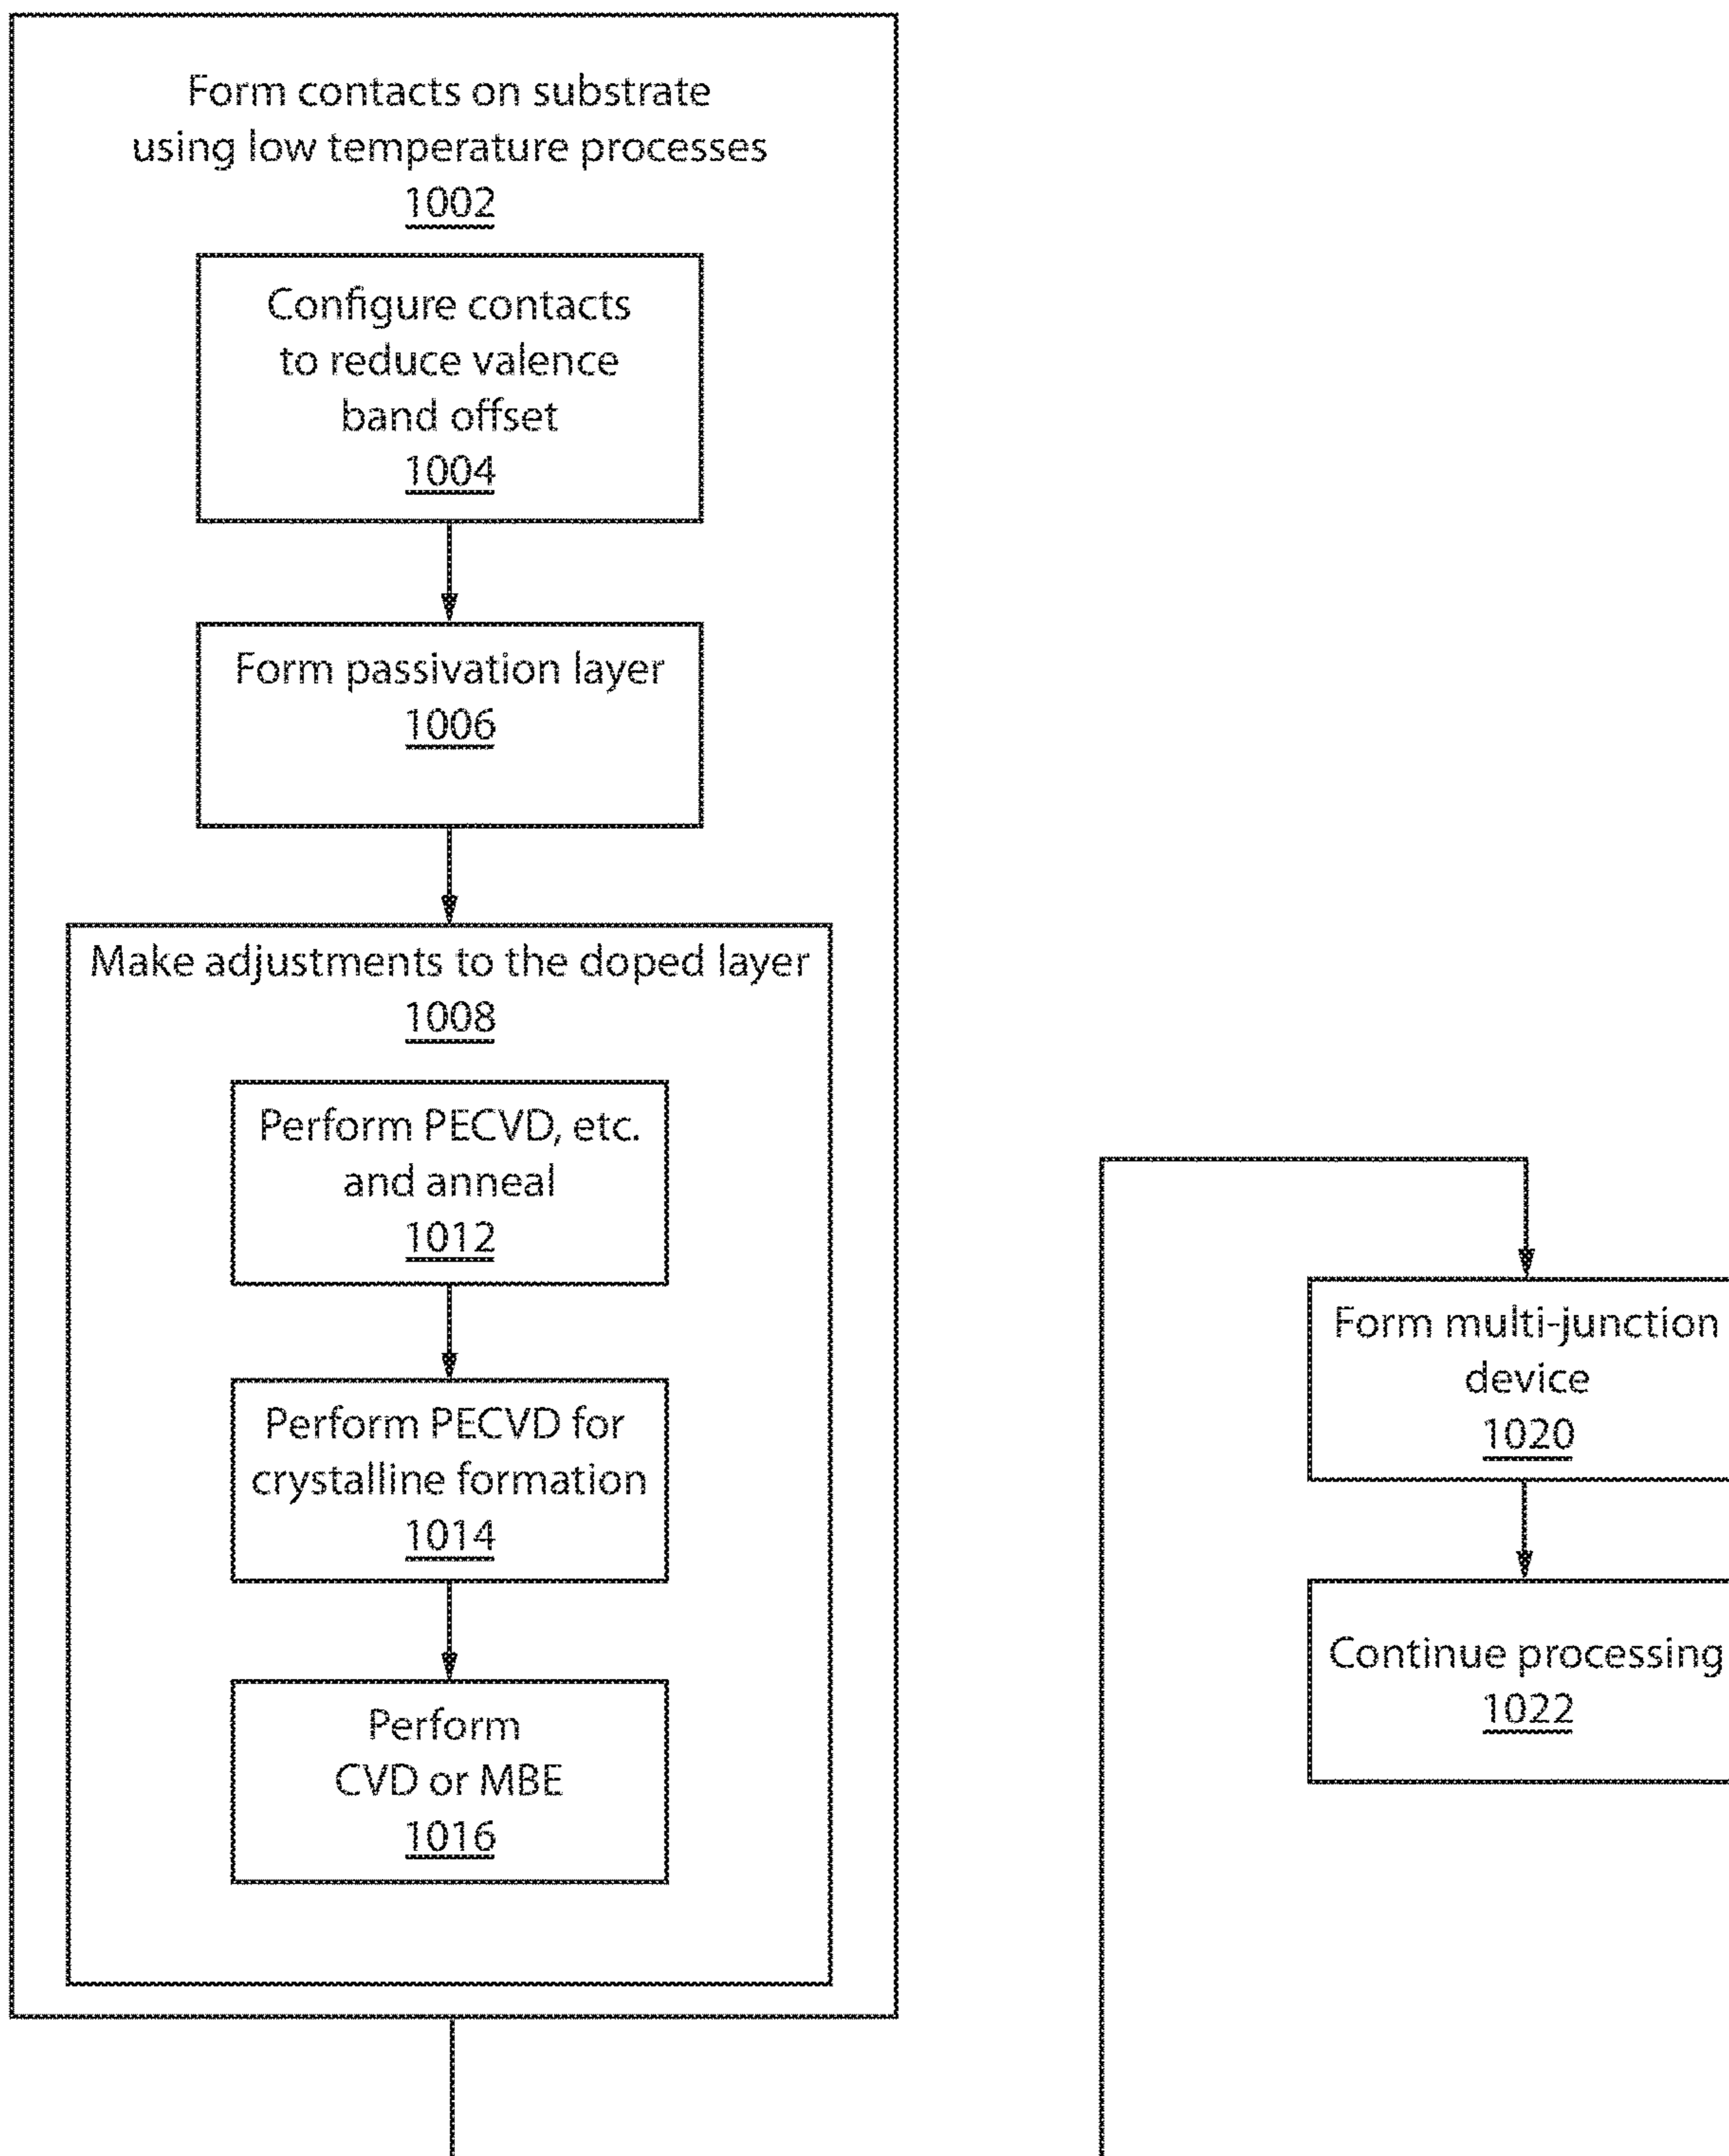 Form contacts on substrate
using low temperature processes
1002
Configure contacts
to reduce valence
band offset
1004
Form passivation layer
1006
Make adjustments to the doped layer
1008
Perform PECVD, etc.
and anneal
1012
Perform PECVD for
crystalline formation
1014
Perform
CVD or MBE
1016
Form multi-junction
device
1020
Continue processing
1022